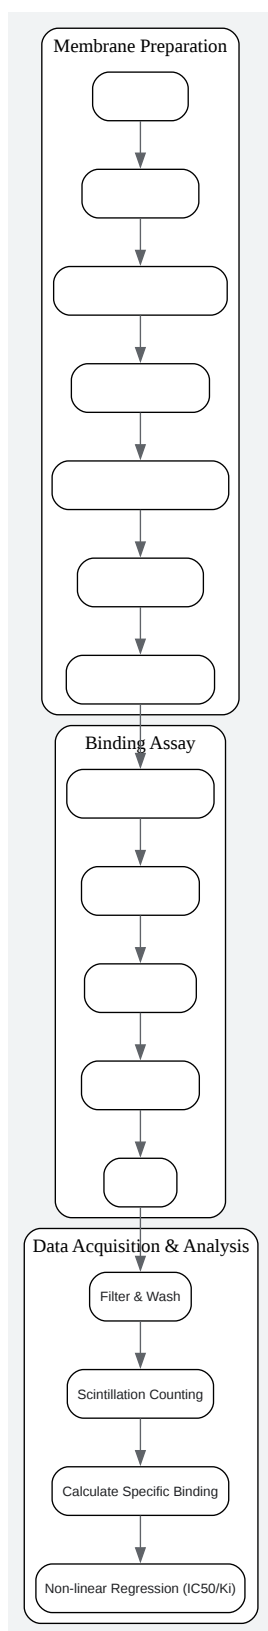 Membrane Preparation
Binding Assay
Data Acquisition & Analysis
Filter & Wash
Scintillation Counting
Calculate Specific Binding
Non-linear Regression (IC50/Ki)